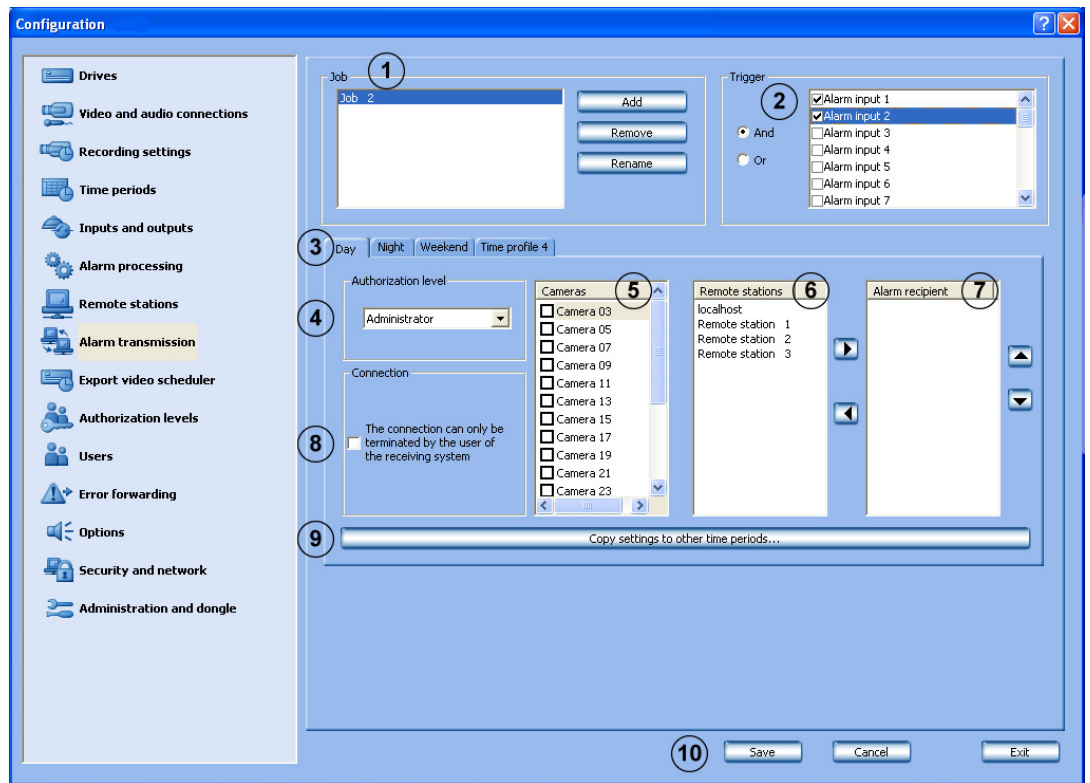 Configuration
Drives
Video and audio connections
Recording settings
Time periods
Inputs and outputs
Alarm processing
Remote stations
Alarm transmission
Export video scheduler
Authorization levels
Users
Error forwarding
Options
Security and network
Administration and dongle
Job
1
Job 2
Add
Remove
Rename
Trigger
2
And
Or
Alarm input 1
Alarm input 2
Alarm input 3
Alarm input 4
Alarm input 5
Alarm input 6
Alarm input 7
3
Day
Night
Weekend
Time profile 4
Authorization level
4
Administrator
Connection
8
The connection can only be
terminated by the user of
the receiving system
Cameras
5
Camera 03
Camera 05
Camera 07
Camera 09
Camera 11
Camera 13
Camera 15
Camera 17
Camera 19
Camera 21
Camera 23
Remote stations
6
localhost
Remote station 1
Remote station 2
Remote station 3
Alarm recipient
7
9
Copy settings to other time periods...
10
Save
Cancel
Exit